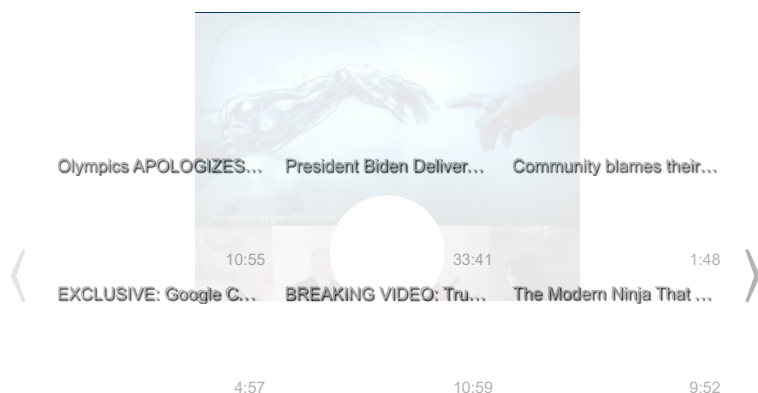 Olympics APOLOGIZES...
President Biden Deliver...
Community blames their...
10:55
33:41
1:48
EXCLUSIVE: Google C...
BREAKING VIDEO: Tru...
The Modern Ninja That ...
4:57
10:59
9:52